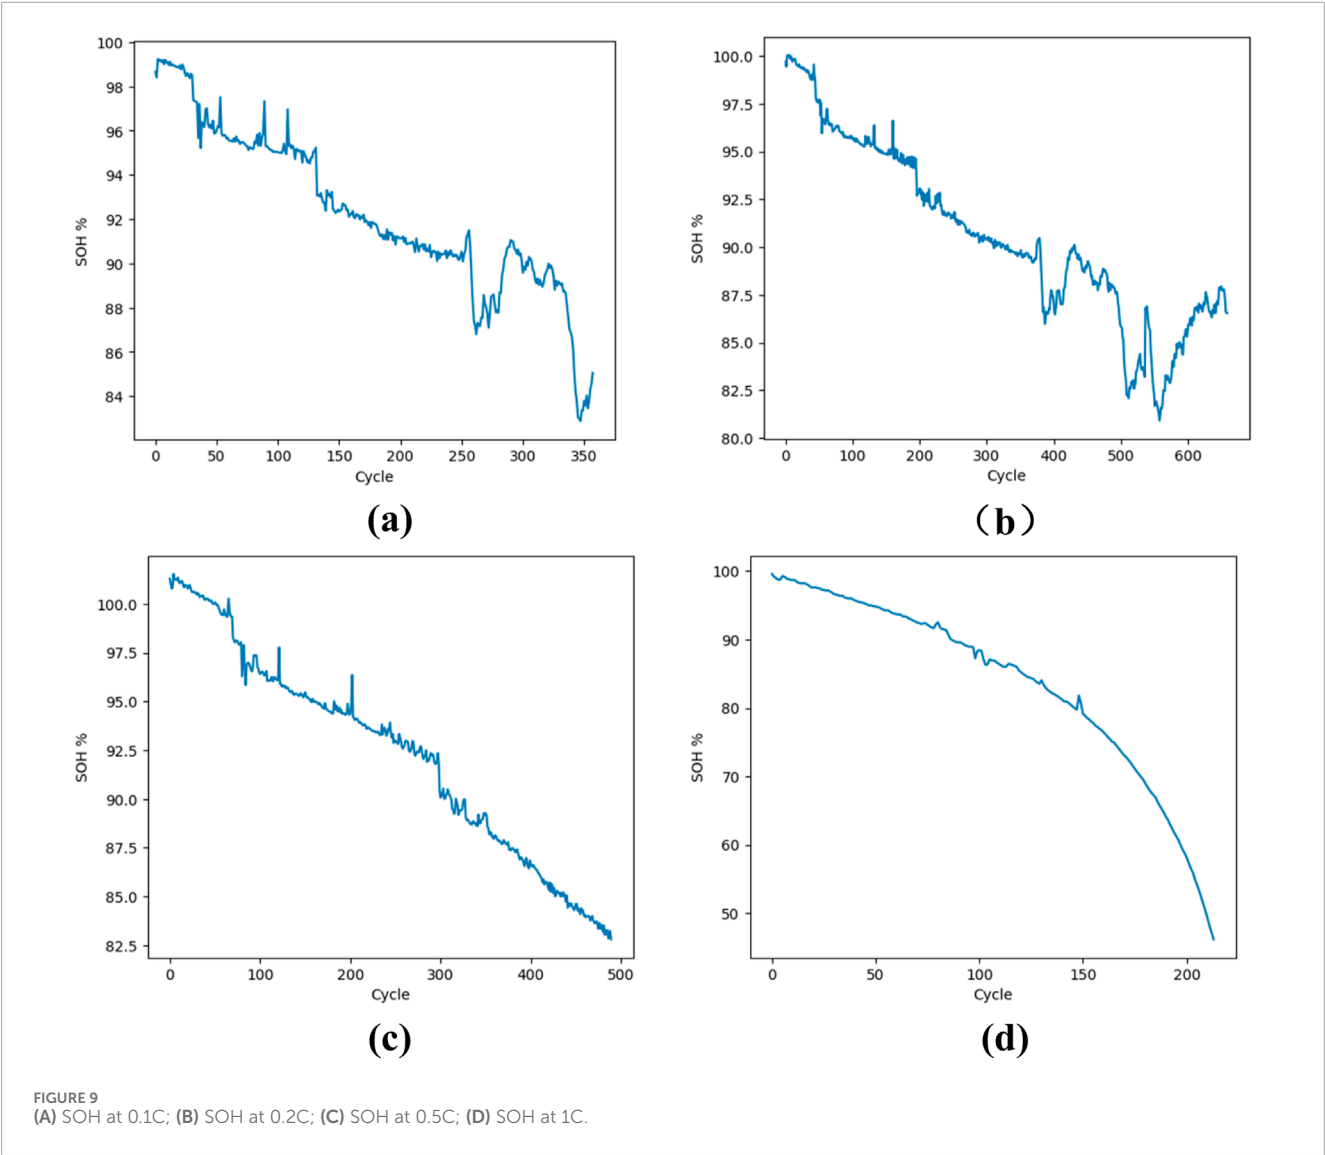 100
98
96
94
92
90
88
86
84
SOH %
0 50 100 150 200 250 300 350
Cycle
(a)
100.0
97.5
95.0
92.5
90.0
87.5
85.0
82.5
80.0
SOH %
0 100 200 300 400 500 600
Cycle
（b）
100.0
97.5
95.0
92.5
90.0
87.5
85.0
82.5
SOH %
0 100 200 300 400 500
Cycle
(c)
100
90
80
70
60
50
SOH %
0 50 100 150 200
Cycle
(d)
FIGURE 9
(A) SOH at 0.1C; (B) SOH at 0.2C; (C) SOH at 0.5C; (D) SOH at 1C.